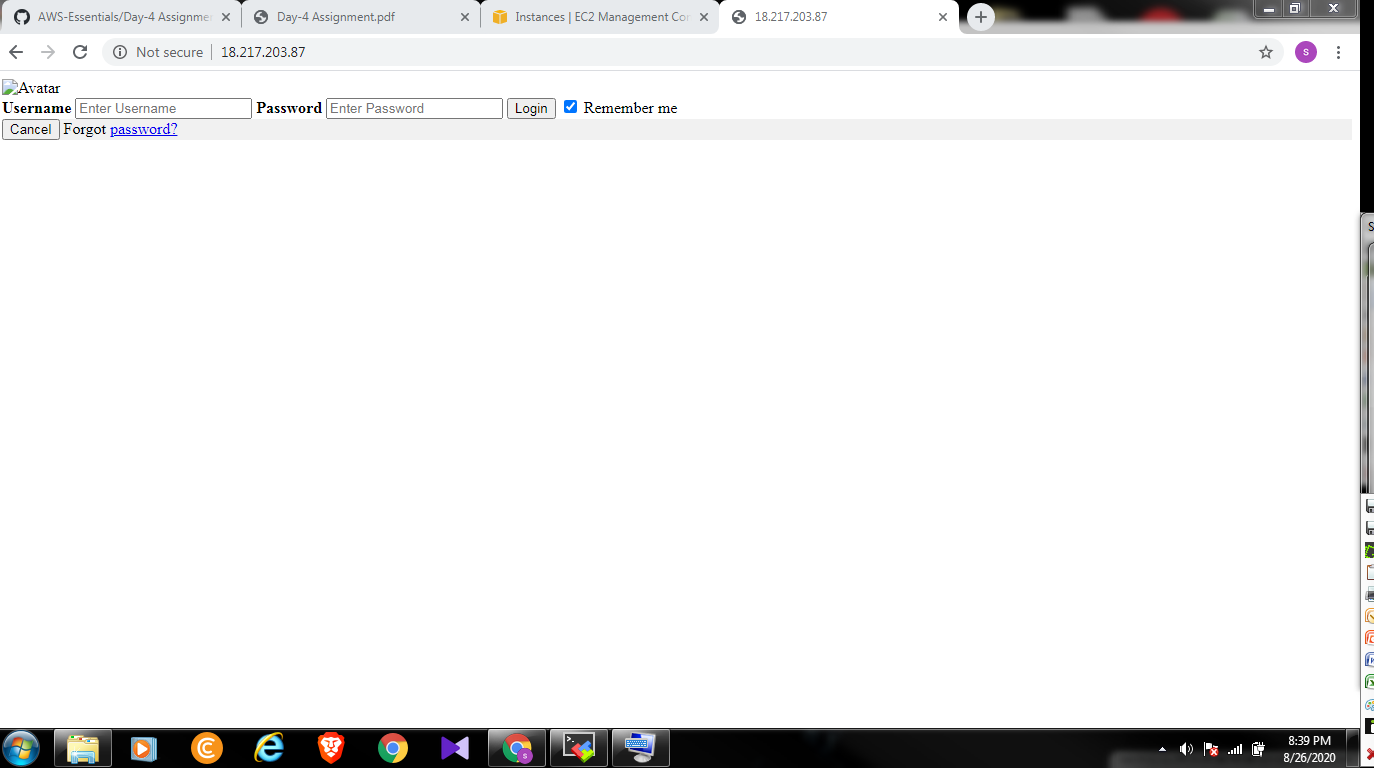 AWS-Essentials/Day-4 Assignme
Day-4 Assignment.pdf
Instances | EC2 Management Con
18.217.203.87
Not secure 18.217.203.87
s
Avatar
Username Enter Username Password Enter Password Login Remember me
Cancel Forgot password?
S
8:39 PM
8/26/2020